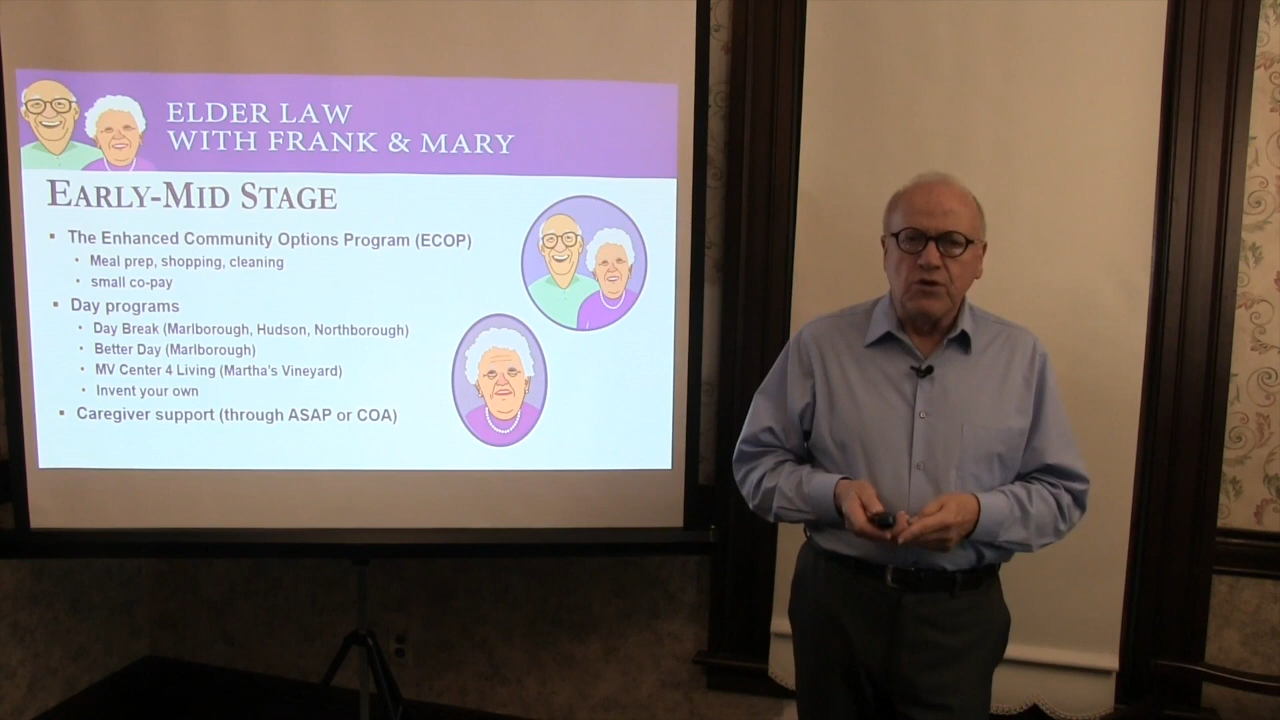 ELDER LAW
WITH FRANK & MARY
EARLY-MID STAGE
▪ The Enhanced Community Options Program (ECOP)
• Meal prep, shopping, cleaning
• small co-pay
▪ Day programs
• Day Break (Marlborough, Hudson, Northborough)
• Better Day (Marlborough)
• MV Center 4 Living (Martha's Vineyard)
• Invent your own
▪ Caregiver support (through ASAP or COA)